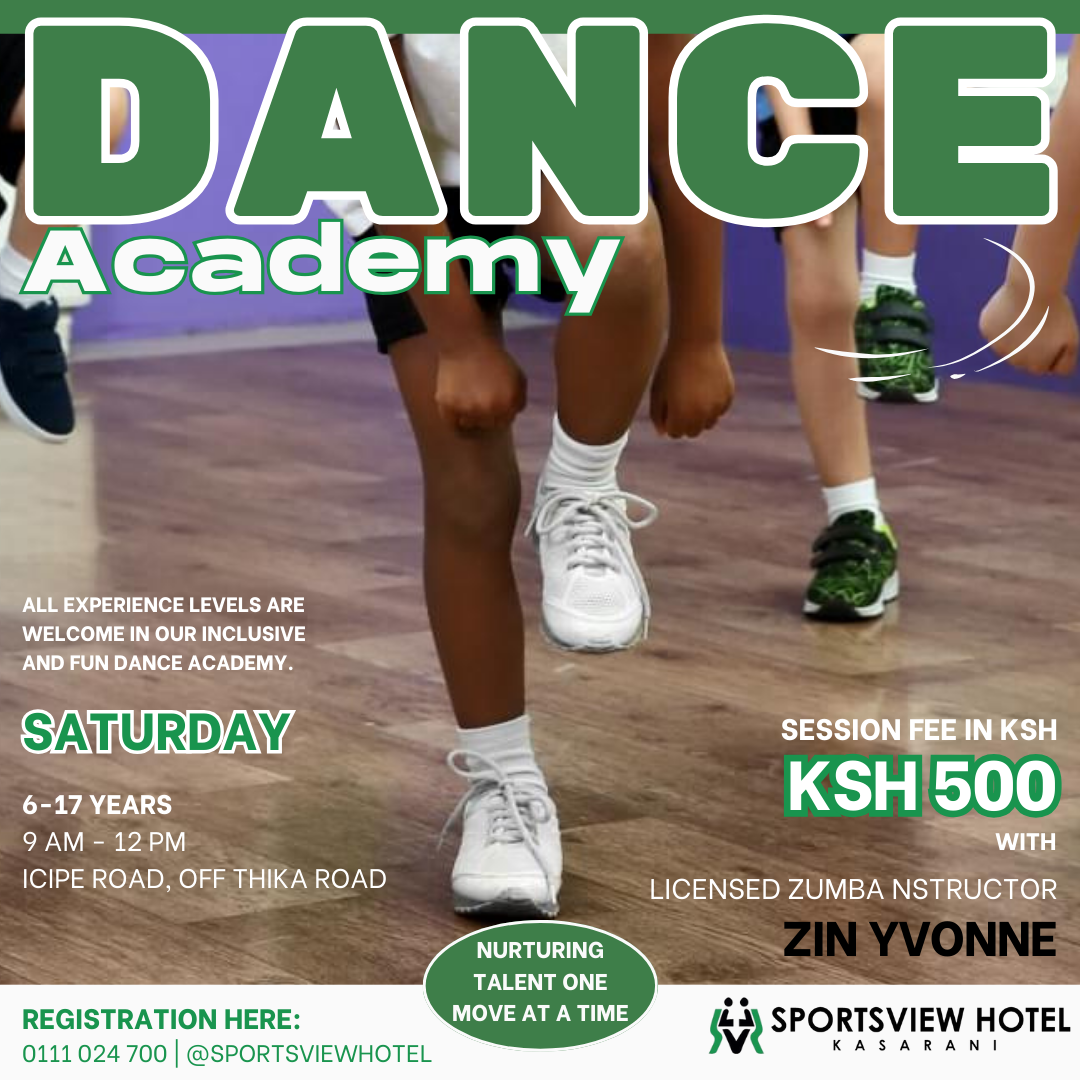 DANCE
Academy
ALL EXPERIENCE LEVELS ARE
WELCOME IN OUR INCLUSIVE
AND FUN DANCE ACADEMY.
SATURDAY
6-17 YEARS
9 AM - 12 PM
ICIPE ROAD, OFF THIKA ROAD
SESSION FEE IN KSH
KSH 500
WITH
LICENSED ZUMBA NSTRUCTOR
ZIN YVONNE
NURTURING
TALENT ONE
MOVE AT A TIME
REGISTRATION HERE:
0111 024 700 | @SPORTSVIEWHOTEL
SPORTSVIEW HOTEL
KASARANI